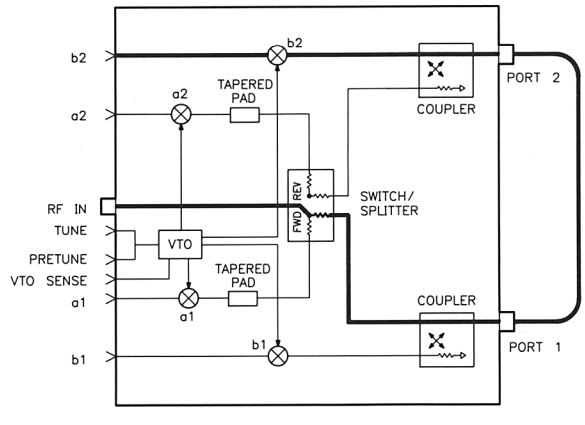 b2
b2
PORT 2
TAPERED
PAD
a2
a2
COUPLER
REV
SWITCH/
SPLITTER
RF IN
FWD
TUNE
VTO
PRETUNE
TAPERED
PAD
VTO SENSE
a1
a1
COUPLER
b1
b1
PORT 1